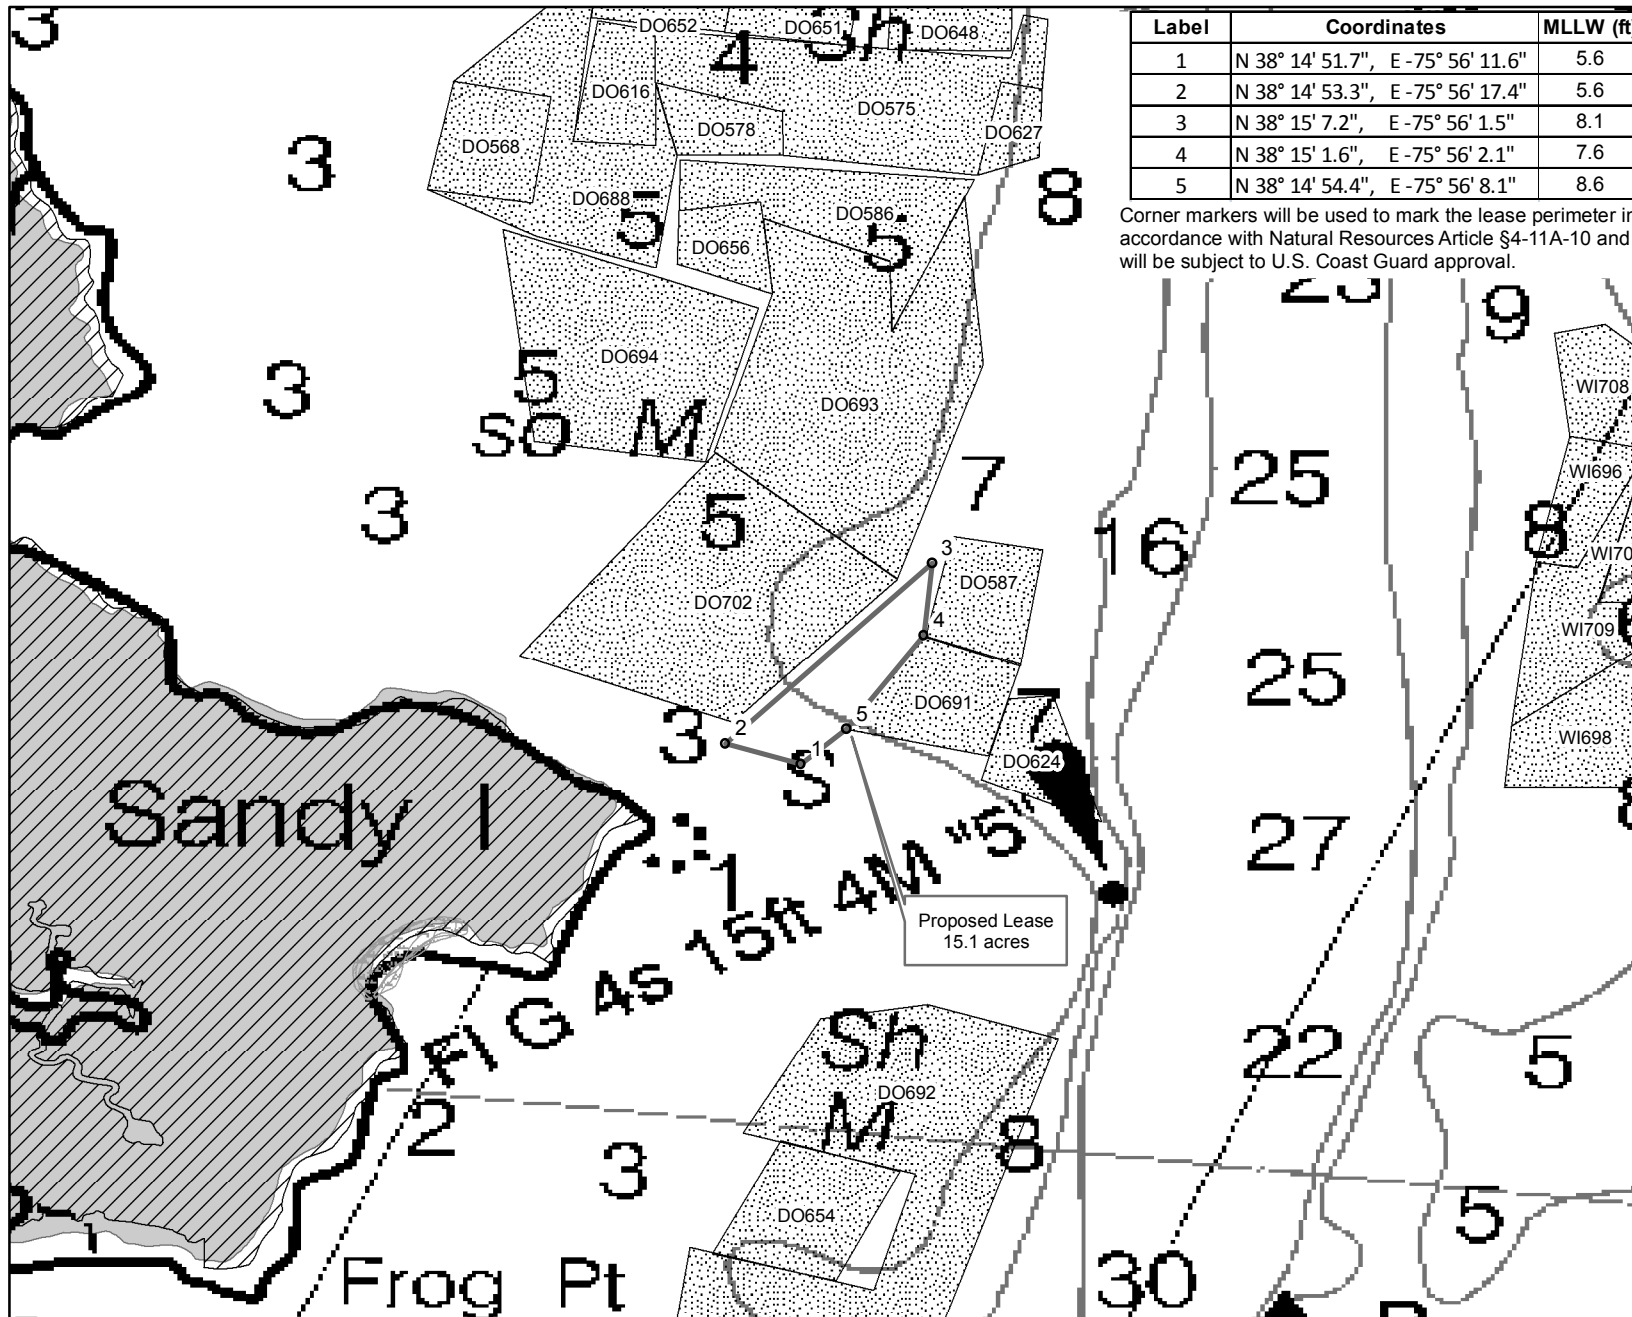 Label Coordinates MLLW (ft
1 N 38° 14' 51.7", E -75° 56' 11.6" 5.6
2 N 38° 14' 53.3", E -75° 56' 17.4" 5.6
3 N 38° 15' 7.2", E -75° 56' 1.5" 8.1
4 N 38° 15' 1.6", E -75° 56' 2.1" 7.6
5 N 38° 14' 54.4", E -75° 56' 8.1" 8.6
Corner markers will be used to mark the lease perimeter in
accordance with Natural Resources Article §4-11A-10 and
will be subject to U.S. Coast Guard approval.
3
DO652
DO651
Sh
DO648
4
DO616
DO575
DO578
DO627
DO568
3
8
DO688
5
DO586
5
DO656
23
9
DO694
5
3
DO693
so M
WI708
7
25
WI696
3
5
16
8
3
DO587
WI70
DO702
4
WI709
25
DO691
7
3
2
5
1
S
WI698
DO624
Sandy I
27
1
Fl G 4s 15ft 4M "5"
Proposed Lease
15.1 acres
Sh
22
5
DO692
M
2
3
8
DO654
5
1
Frog Pt
30